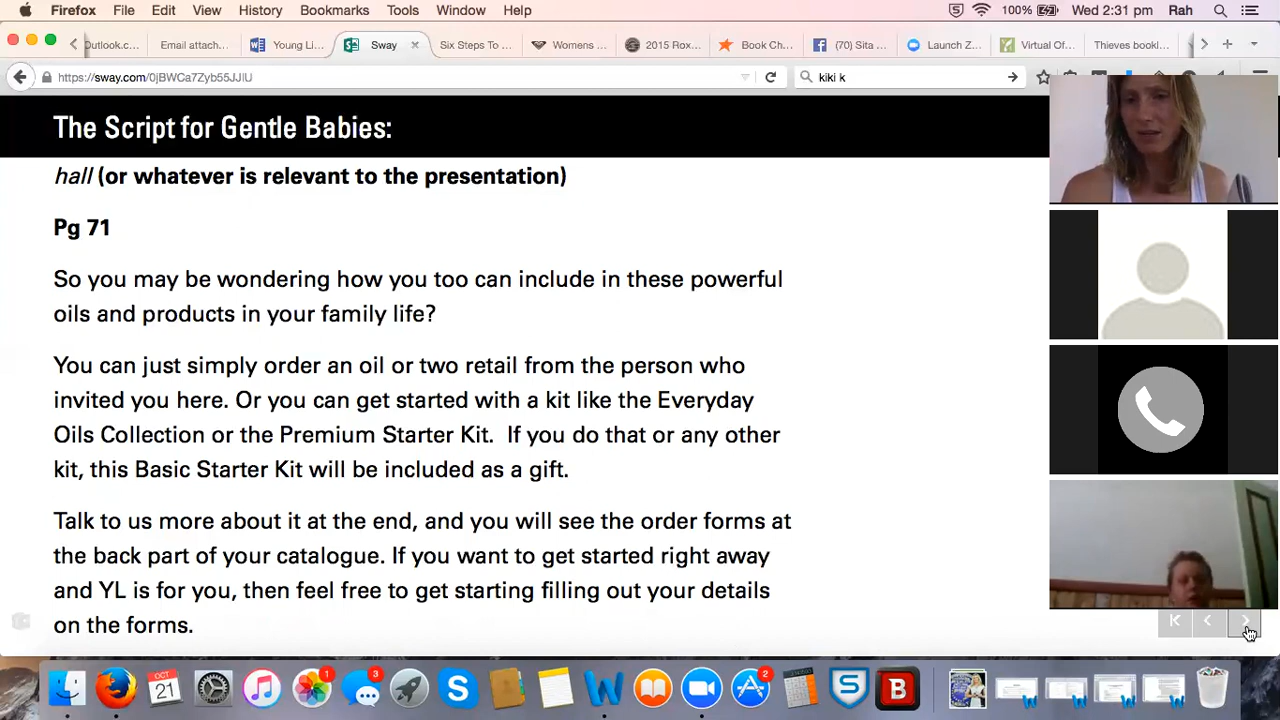 Firefox File Edit View History Bookmarks Tools Window Help 100% Wed 2:31 pm Rah
Outlook.c... Email attach... Young Li... Sway Six Steps To ... Womens ... 2015 Rox... Book Ch... (70) Sita ... Launch Z... Virtual Of... Thieves bookl...
https://sway.com/0jBWCa7Zyb55JJlU kiki k
The Script for Gentle Babies:
hall (or whatever is relevant to the presentation)
Pg 71
So you may be wondering how you too can include in these powerful
oils and products in your family life?
You can just simply order an oil or two retail from the person who
invited you here. Or you can get started with a kit like the Everyday
Oils Collection or the Premium Starter Kit. If you do that or any other
kit, this Basic Starter Kit will be included as a gift.
Talk to us more about it at the end, and you will see the order forms at
the back part of your catalogue. If you want to get started right away
and YL is for you, then feel free to get starting filling out your details
on the forms.
OCT 21 1 3 2